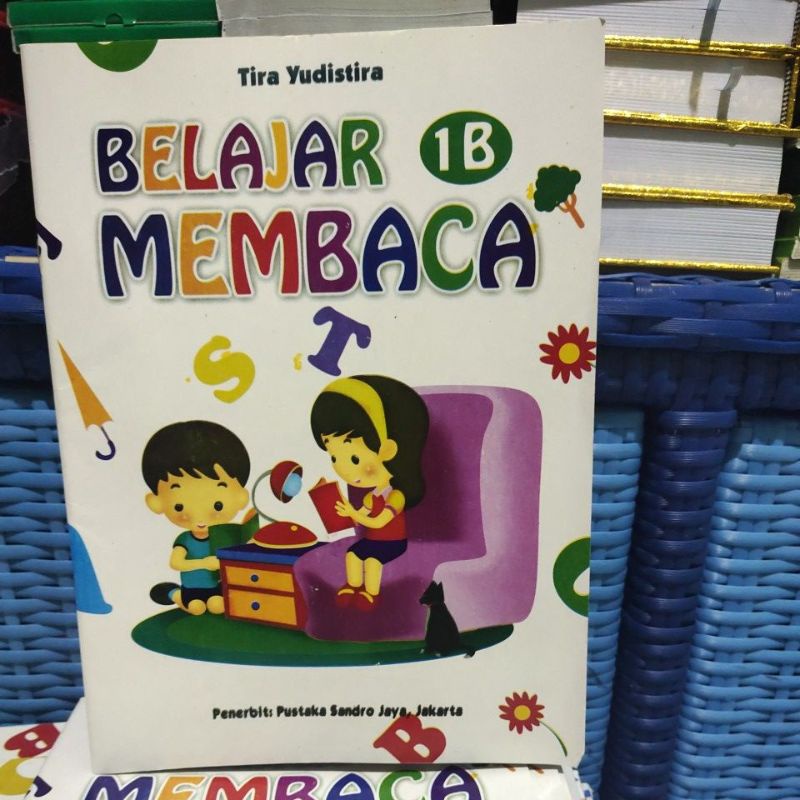 Tira Yudistira
BELAJAR 1B
MEMBACA
S T
Penerbit: Pustaka Sandro Jaya, Jakarta
B
MEMBACA